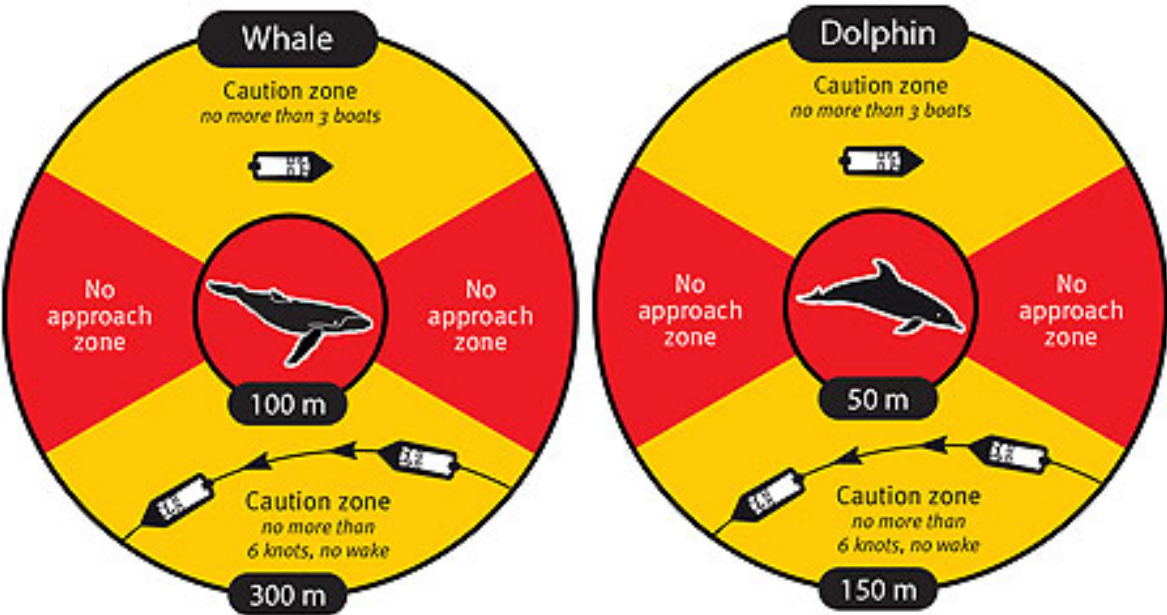 Whale
Caution zone
no more than 3 boats
No
approach
zone
No
approach
zone
100 m
Caution zone
no more than
6 knots, no wake
300 m
Dolphin
Caution zone
no more than 3 boats
No
approach
zone
No
approach
zone
50 m
Caution zone
no more than
6 knots, no wake
150 m